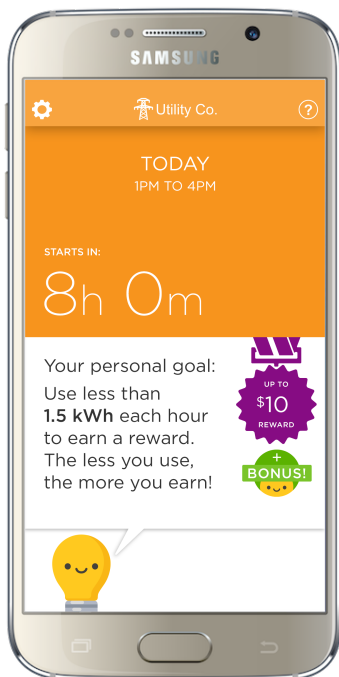 SAMSUNG
Utility Co.
?
TODAY
1PM TO 4PM
STARTS IN:
8h 0m
Your personal goal:
Use less than
1.5 kWh each hour
to earn a reward.
The less you use,
the more you earn!
UP TO
$10
REWARD
+
BONUS!